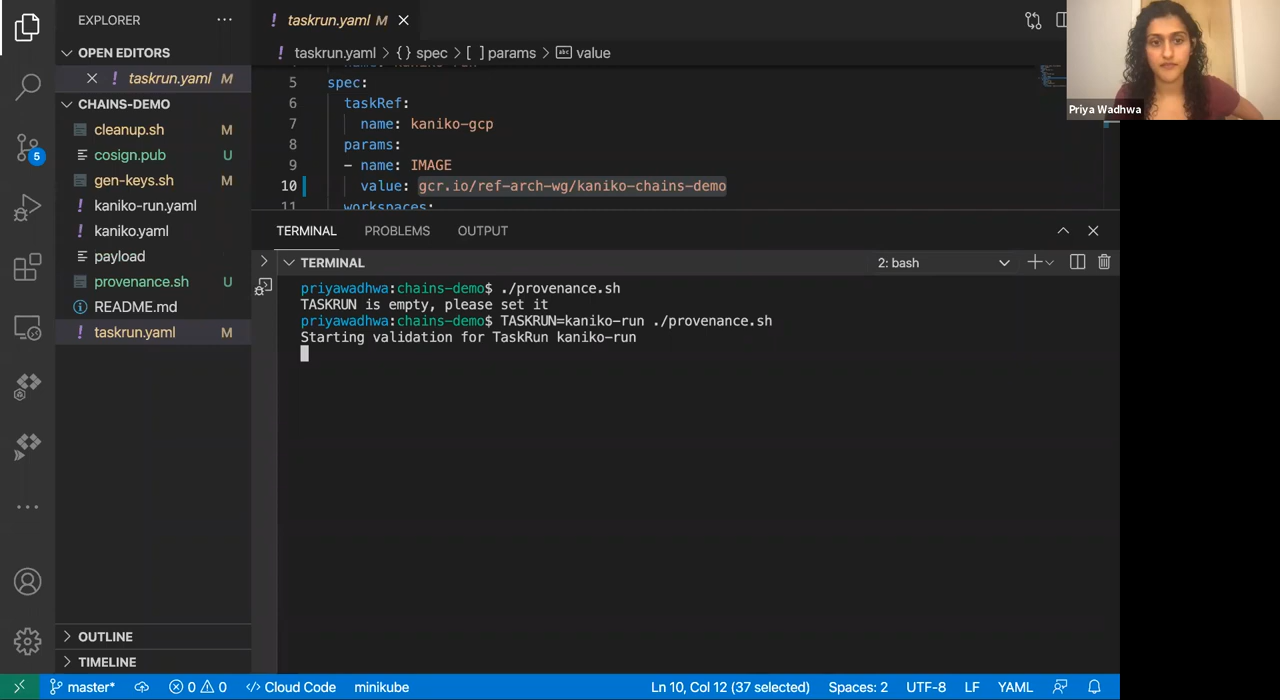 EXPLORER
OPEN EDITORS
! taskrun.yaml M
CHAINS-DEMO
cleanup.sh M
cosign.pub U
gen-keys.sh M
! kaniko-run.yaml
! kaniko.yaml
payload
provenance.sh U
README.md
! taskrun.yaml M
OUTLINE
TIMELINE
5
! taskrun.yaml M
! taskrun.yaml > {} spec > [ ] params > abc value
5 spec:
6 taskRef:
7 name: kaniko-gcp
8 params:
9 - name: IMAGE
10 value: gcr.io/ref-arch-wg/kaniko-chains-demo
11 workspaces:
TERMINAL PROBLEMS OUTPUT
TERMINAL 2: bash
priyawadhwa:chains-demo$ ./provenance.sh
TASKRUN is empty, please set it
priyawadhwa:chains-demo$ TASKRUN=kaniko-run ./provenance.sh
Starting validation for TaskRun kaniko-run
Priya Wadhwa
master* 0 0 Cloud Code minikube Ln 10, Col 12 (37 selected) Spaces: 2 UTF-8 LF YAML